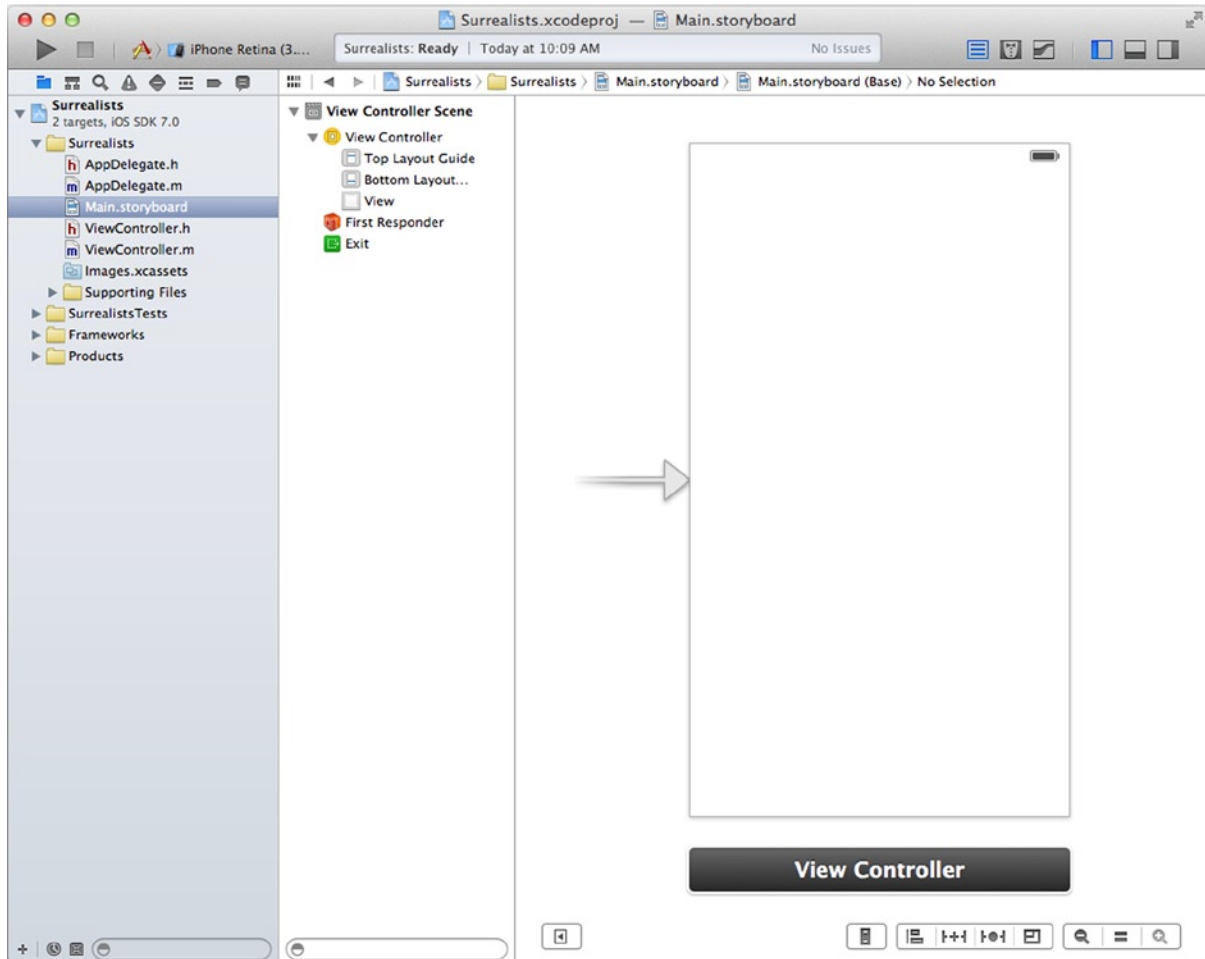 Surrealists.xcodeproj — Main.storyboard
iPhone Retina (3....
Surrealists: Ready | Today at 10:09 AM
No Issues
Surrealists
Surrealists
Main.storyboard
Main.storyboard (Base)
No Selection
Surrealists
2 targets, iOS SDK 7.0
Surrealists
h AppDelegate.h
m AppDelegate.m
Main.storyboard
h ViewController.h
m ViewController.m
Images.xcassets
Supporting Files
SurrealistsTests
Frameworks
Products
View Controller Scene
View Controller
Top Layout Guide
Bottom Layout...
View
First Responder
Exit
View Controller